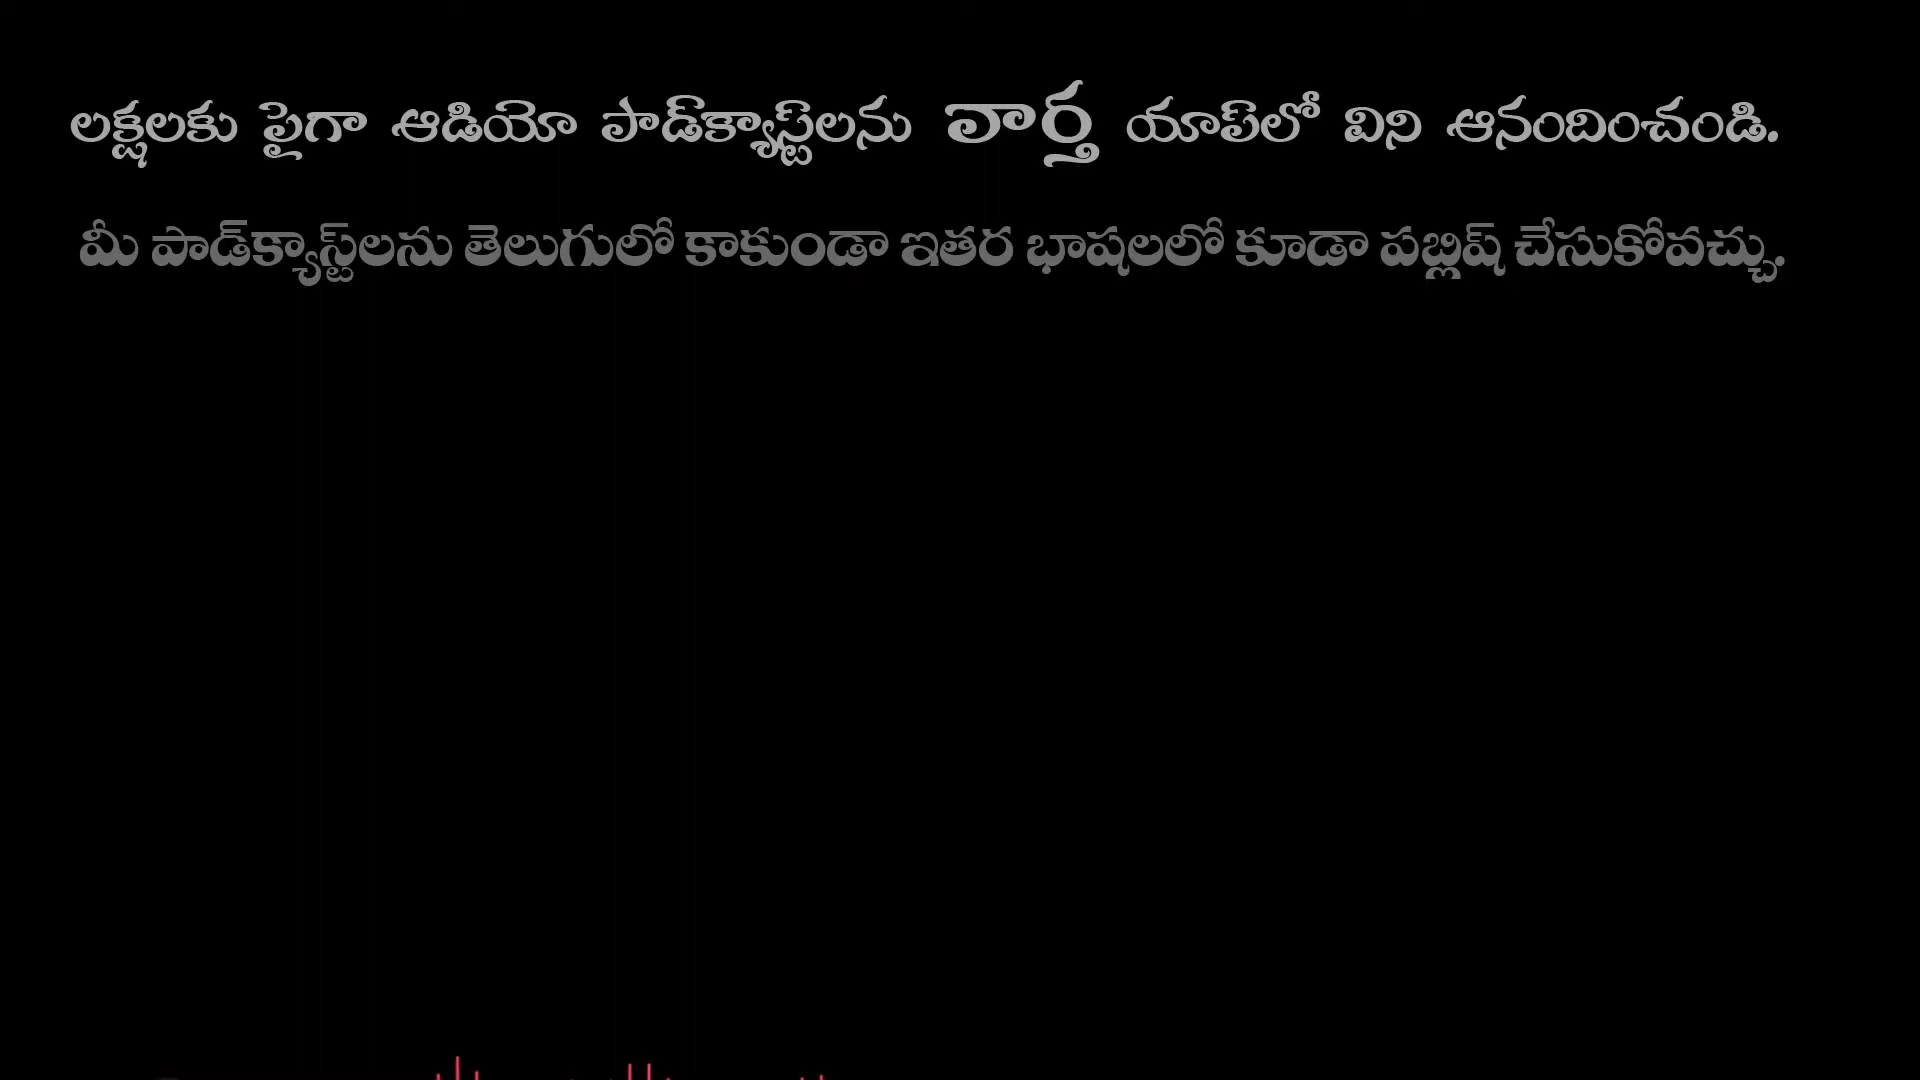 లక్షలకు పైగా ఆడియో పాడ్‌క్యాస్ట్‌లను వార్త యాప్‌లో విని ఆనందించండి.
మీ పాడ్‌క్యాస్ట్‌లను తెలుగులో కాకుండా ఇతర భాషలలో కూడా పబ్లిష్ చేసుకోవచ్చు.